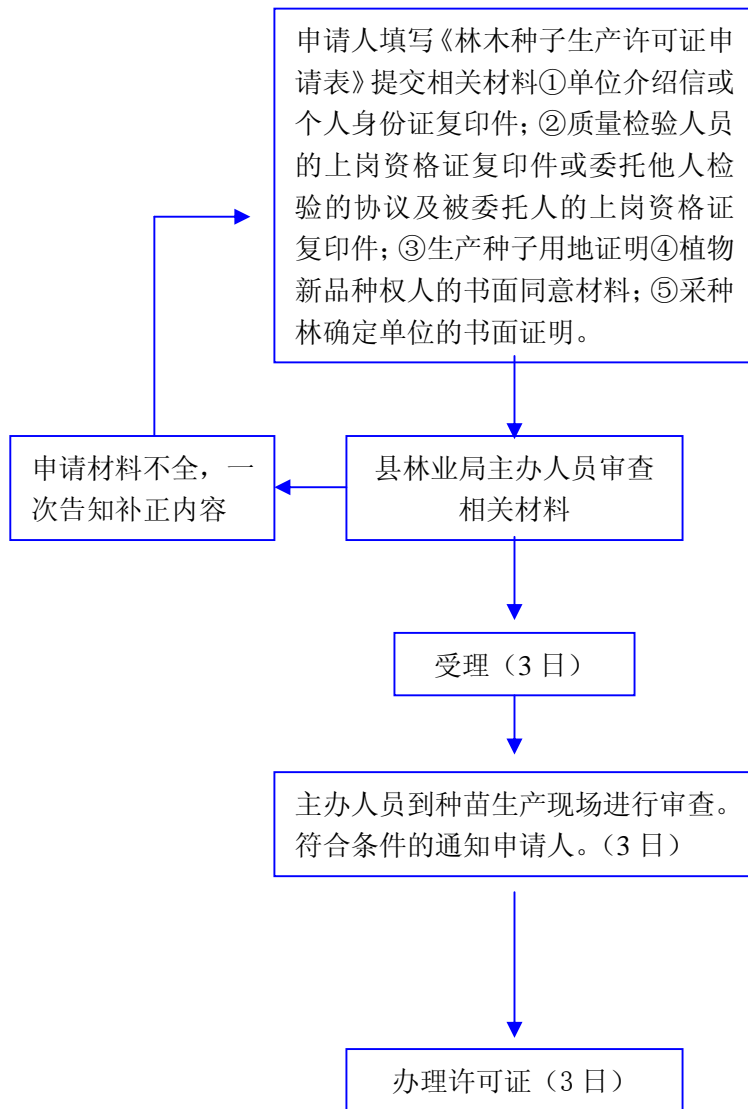 申请人填写《林木种子生产许可证申
请表》提交相关材料①单位介绍信或
个人身份证复印件；②质量检验人员
的上岗资格证复印件或委托他人检
验的协议及被委托人的上岗资格证
复印件；③生产种子用地证明④植物
新品种权人的书面同意材料；⑤采种
林确定单位的书面证明。
申请材料不全，一
次告知补正内容
县林业局主办人员审查
相关材料
受理（3 日）
主办人员到种苗生产现场进行审查。
符合条件的通知申请人。（3 日）
办理许可证（3 日）